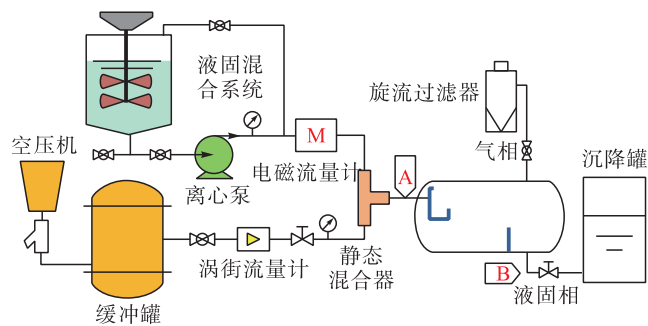 液固混
合系统
旋流过滤器
空压机
M
气相
沉降罐
电磁流量计
A
离心泵
静态
混合器
涡街流量计
B
液固相
缓冲罐